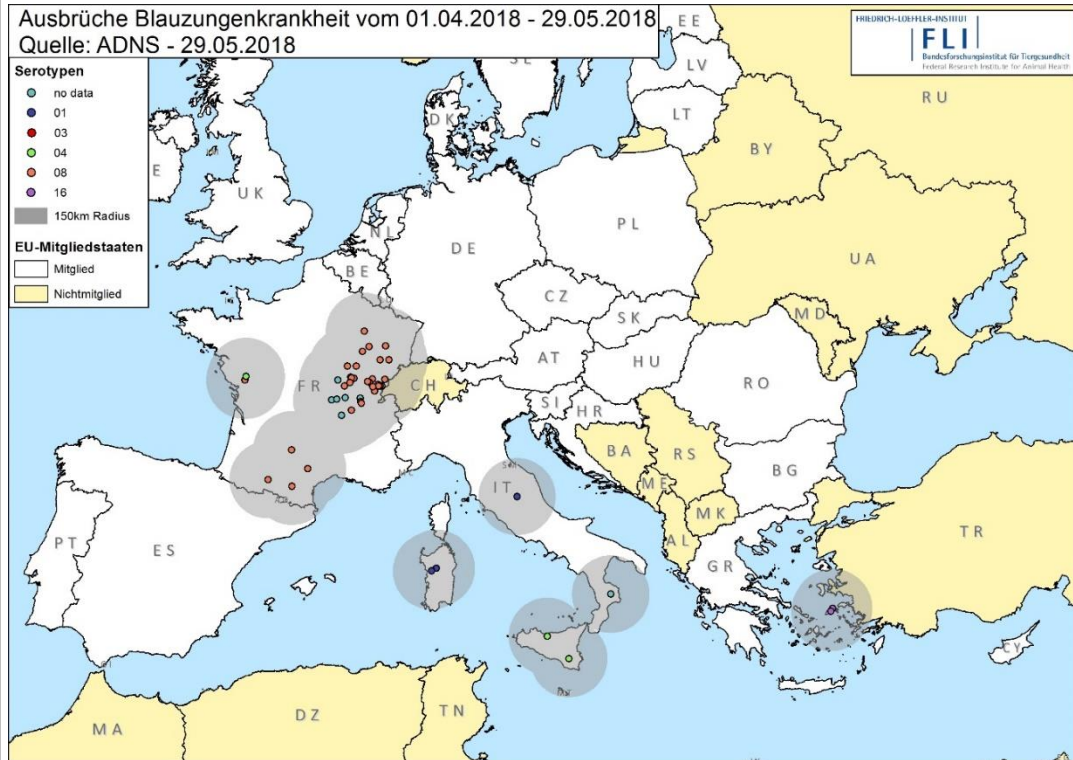 Ausbrüche Blauzungenkrankheit vom 01.04.2018 - 29.05.2018
Quelle: ADNS - 29.05.2018
FRIEDRICH-LOEFFLER-INSTITUT
FLI
Bundesforschungsinstitut für Tiergesundheit
Federal Research Institute for Animal Health
Serotypen
no data
01
03
04
08
16
150km Radius
EU-Mitgliedstaaten
Mitglied
Nichtmitglied
EE
SE
LV
RU
DK
LT
BY
E
UK
NL
PL
DE
BE
UA
CZ
SK
MD
AT
HU
FR
CH
RO
SI
HR
BA
RS
IT
BG
ME
MK
PT
ES
AL
TR
GR
CY
MA
DZ
TN